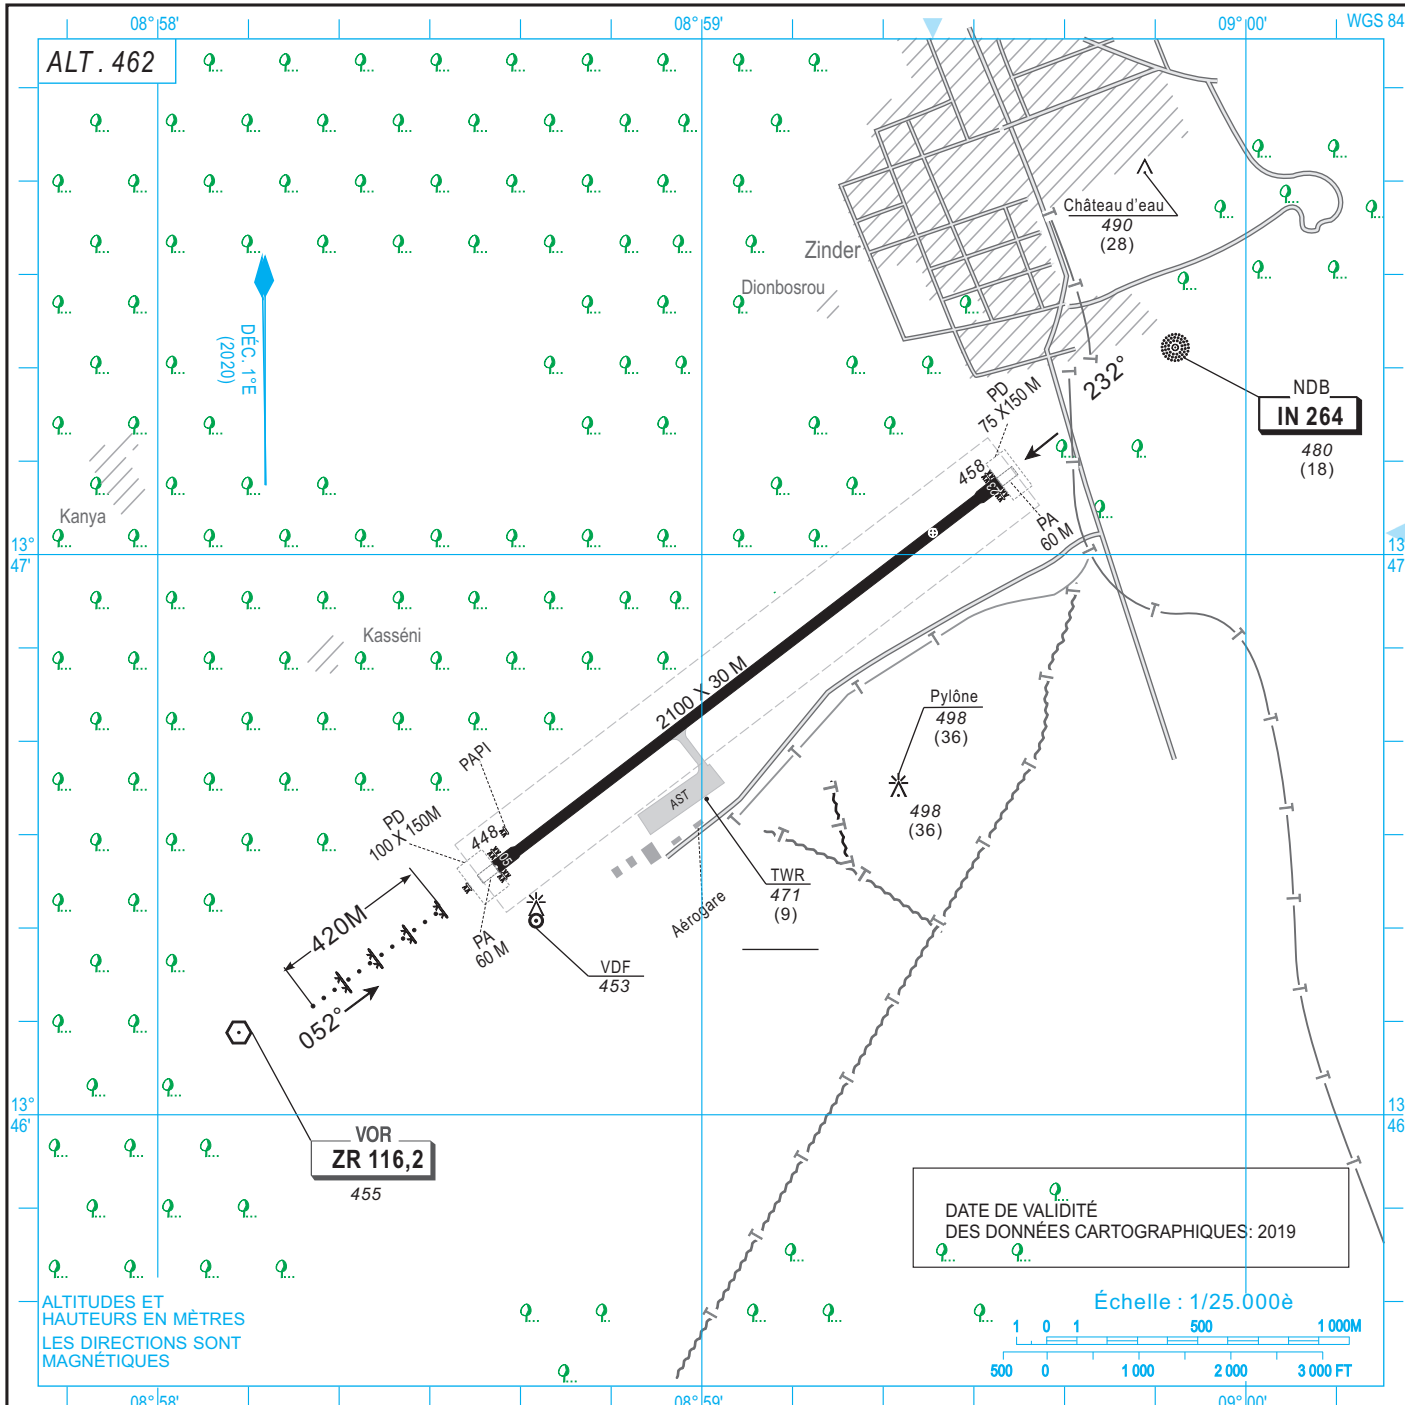 08°58'
08°59'
09°00'
WGS 84
ALT. 462
Château d'eau
490
(28)
Zinder
Dionbosrou
DÉC. 1°E
(2020)
232°
NDB
IN 264
480
(18)
PD
75 X150 M
458
23
PA
60 M
Kanya
13°
47'
13
47
Kasséni
2100 X 30 M
Pylône
498
(36)
498
(36)
PAPI
AST
PD
100 X 150M
448
05
TWR
471
(9)
Aérogare
PA
60 M
420M
VDF
453
052°
13°
46'
13
46
VOR
ZR 116,2
455
DATE DE VALIDITÉ
DES DONNÉES CARTOGRAPHIQUES: 2019
ALTITUDES ET
HAUTEURS EN MÈTRES
LES DIRECTIONS SONT
MAGNÉTIQUES
Échelle : 1/25.000è
1 0 1 500 1 000M
500 0 1 000 2 000 3 000 FT
08°58'
08°59'
09°00'